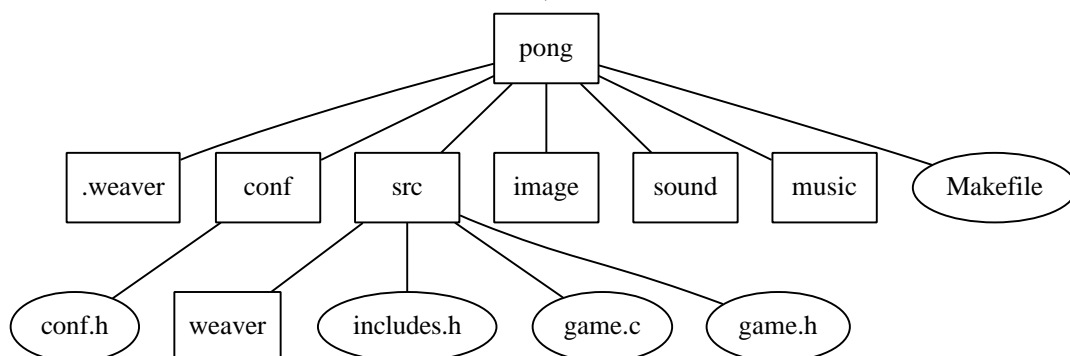 pong
.weaver conf src image sound music Makefile
conf.h weaver includes.h game.c game.h